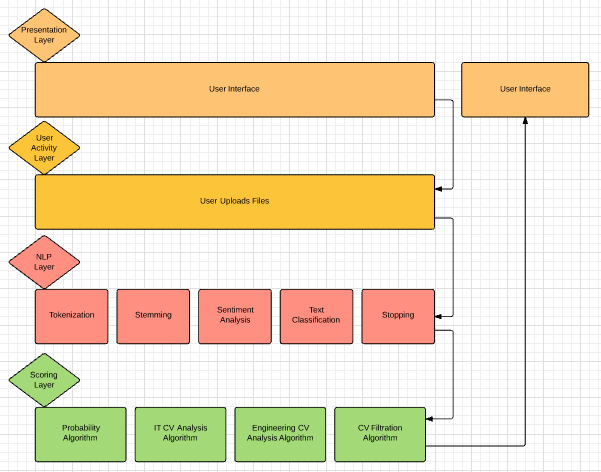 Presentation
Layer
User Interface
User Interface
User
Activity
Layer
User Uploads Files
NLP
Layer
Tokenization
Stemming
Sentiment
Analysis
Text
Classification
Stopping
Scoring
Layer
Probability
Algorithm
IT CV Analysis
Algorithm
Engineering CV
Analysis Algorithm
CV Filtration
Algorithm